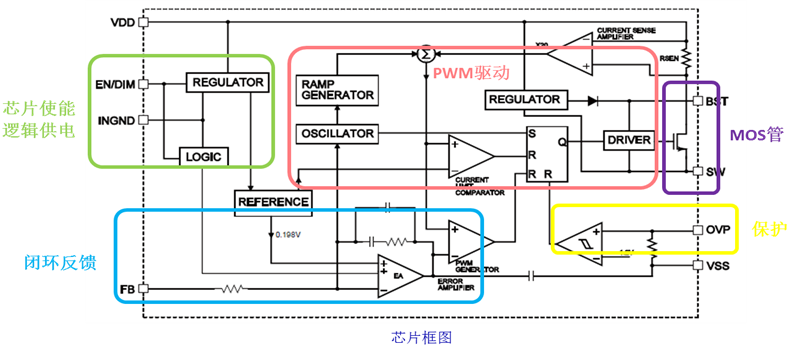 VDD
CURRENT SENSE
AMPLIFIER
X20
RSEN
Σ
PWM驱动
EN/DIM
REGULATOR
RAMP
GENERATOR
REGULATOR
BST
芯片使能
逻辑供电
INGND
OSCILLATOR
S
Q
R
R
R
DRIVER
MOS管
LOGIC
CURRENT
COMPARATOR
SW
REFERENCE
0.198V
OVP
保护
闭环反馈
PWM
GENERATOR
VSS
EA
ERROR
AMPLIFIER
FB
芯片框图